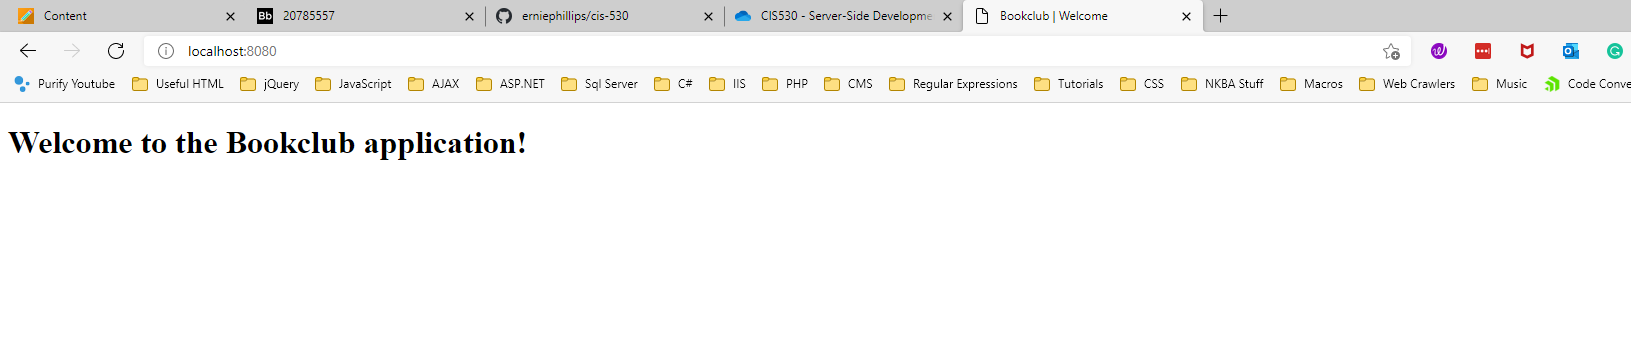 Content Bb 20785557 erniephillips/cis-530 CIS530 - Server-Side Developme Bookclub | Welcome
localhost:8080
Purify Youtube Useful HTML jQuery JavaScript AJAX ASP.NET Sql Server C# IIS PHP CMS Regular Expressions Tutorials CSS NKBA Stuff Macros Web Crawlers Music Code Conve
Welcome to the Bookclub application!